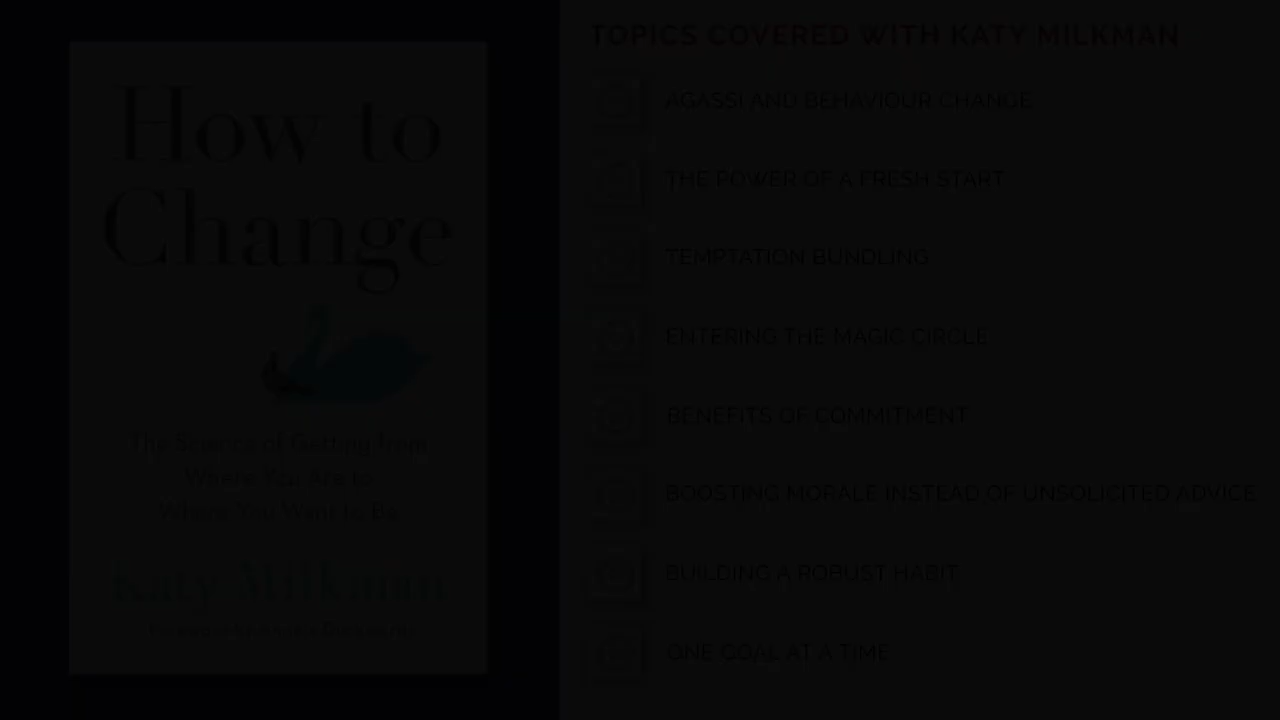 How to
Change
The Science of Getting from
Where You Are to
Where You Want to Be
Katy Milkman
TOPICS COVERED WITH KATY MILKMAN
AGASSI AND BEHAVIOUR CHANGE
THE POWER OF A FRESH START
TEMPTATION BUNDLING
ENTERING THE MAGIC CIRCLE
BENEFITS OF COMMITMENT
BOOSTING MORALE INSTEAD OF UNSOLICITED ADVICE
BUILDING A ROBUST HABIT
ONE GOAL AT A TIME